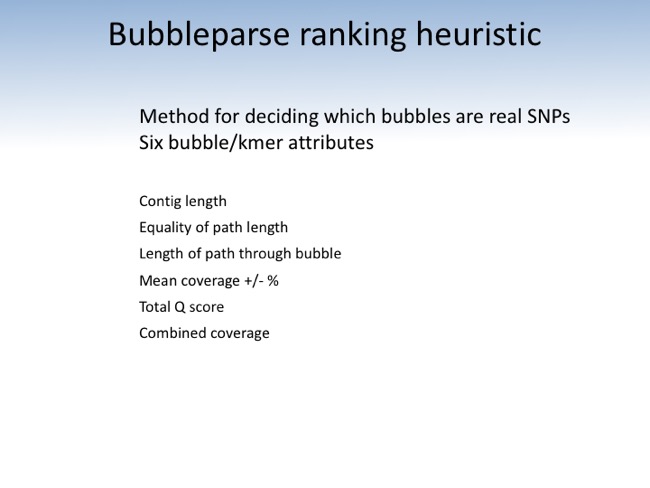 Bubbleparse ranking heuristic
Method for deciding which bubbles are real SNPs
Six bubble/kmer attributes
Contig length
Equality of path length
Length of path through bubble
Mean coverage +/- %
Total Q score
Combined coverage